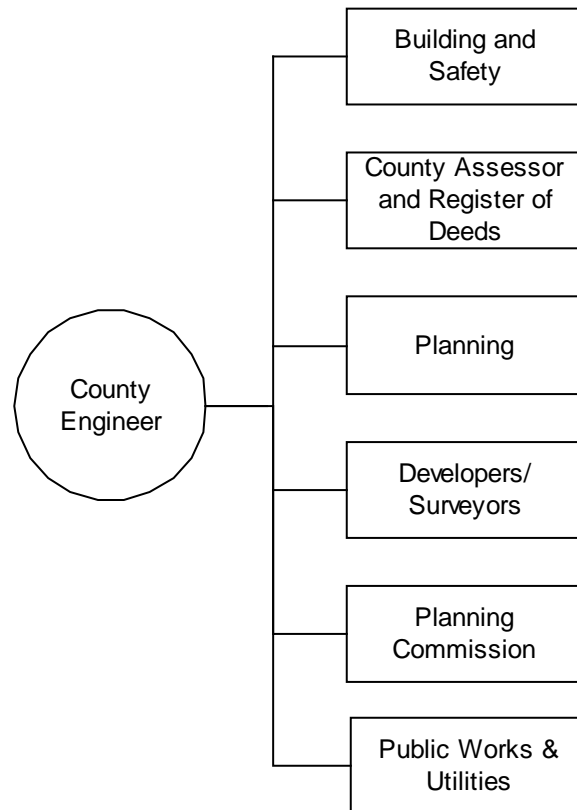 Building and
Safety
County Assessor
and Register of
Deeds
Planning
County
Engineer
Developers/
Surveyors
Planning
Commission
Public Works &
Utilities